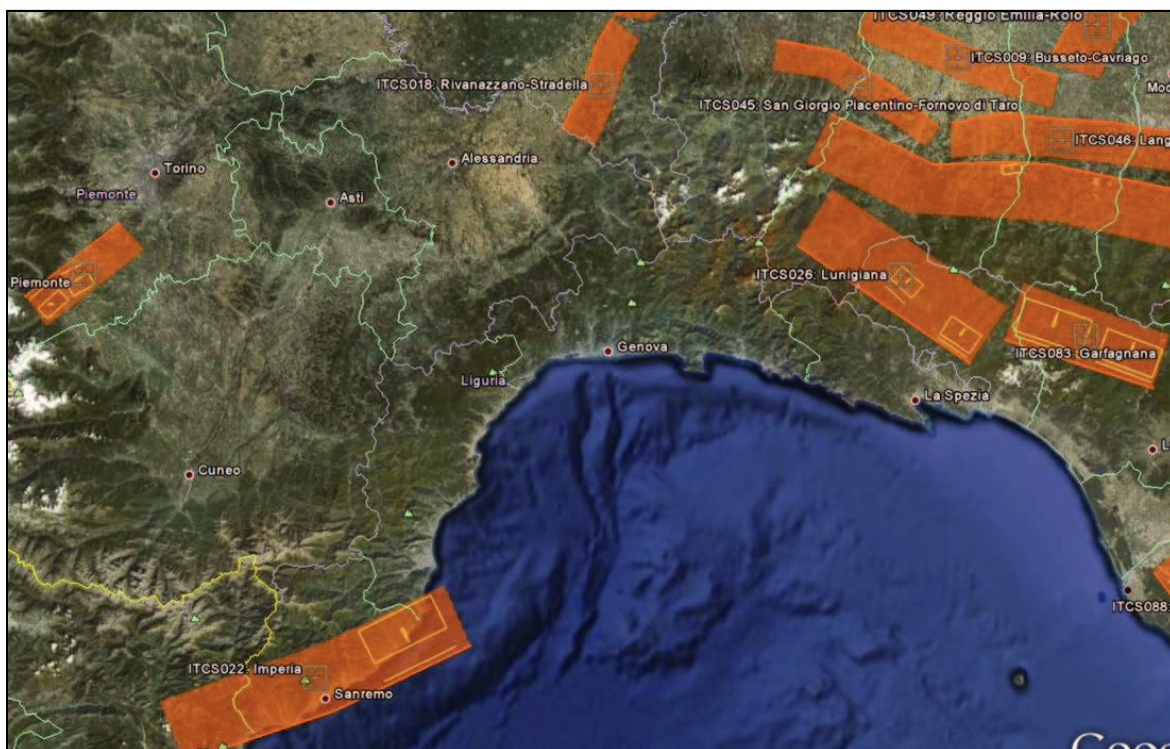 ITCS049: Reggio Emilia-Rolo
ITCS009: Busseto-Cavriago
ITCS018: Rivanazzano-Stradella
ITCS045: San Giorgio Piacentino-Fornovo di Taro
ITCS046: Lang
Alessandria
Torino
Piemonte
Asti
Piemonte
ITCS026: Lunigiana
Genova
ITCS083: Garfagnana
Liguria
La Spezia
Cuneo
ITCS088:
ITCS022: Imperia
Sanremo